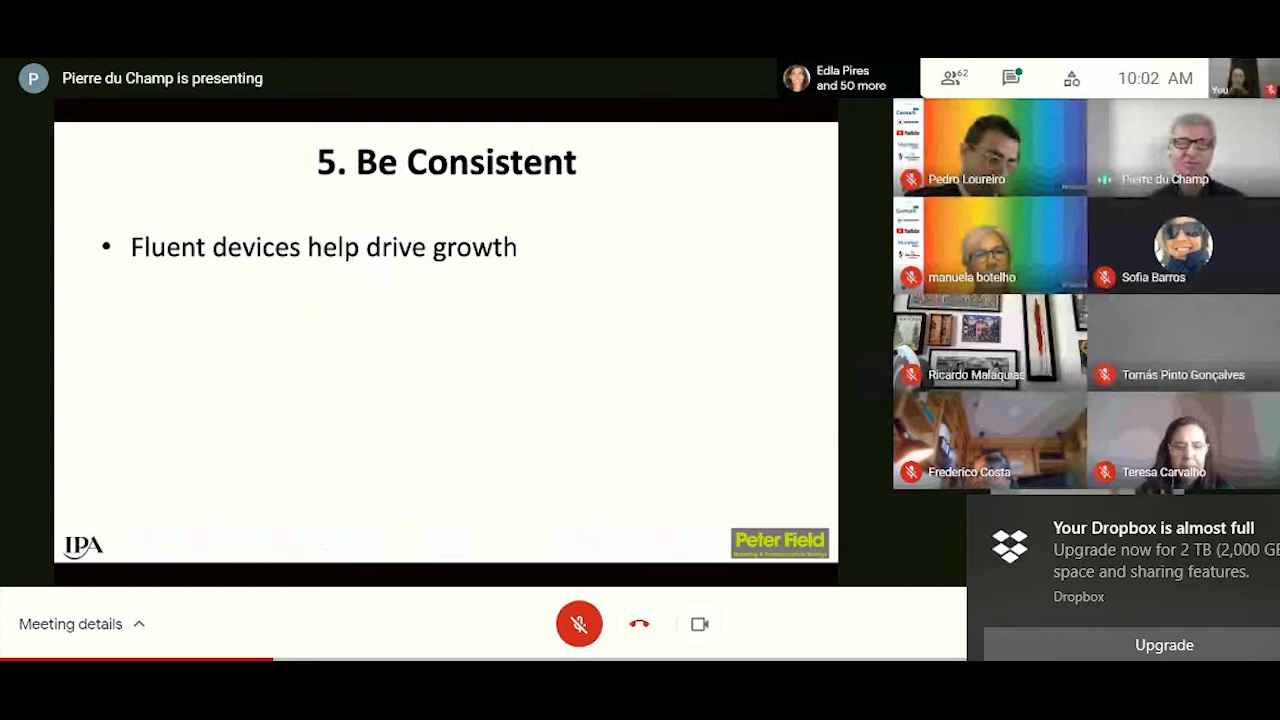 P
Pierre du Champ is presenting
Edla Pires
and 50 more
62
10:02 AM
You
5. Be Consistent
• Fluent devices help drive growth
IPA
Peter Field
YouTube
Pedro Loureiro
Pierre du Champ
YouTube
manuela botelho
Sofia Barros
Ricardo Malaquias
Tomás Pinto Gonçalves
Frederico Costa
Teresa Carvalho
Your Dropbox is almost full
Upgrade now for 2 TB (2,000 G
space and sharing features.
Dropbox
Upgrade
Meeting details